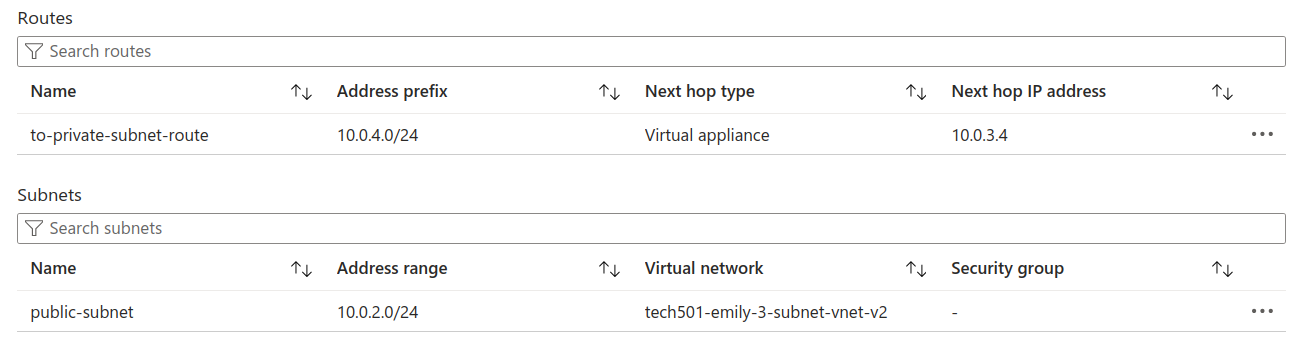 Routes
Search routes
Name Address prefix Next hop type Next hop IP address
to-private-subnet-route 10.0.4.0/24 Virtual appliance 10.0.3.4
Subnets
Search subnets
Name Address range Virtual network Security group
public-subnet 10.0.2.0/24 tech501-emily-3-subnet-vnet-v2 -